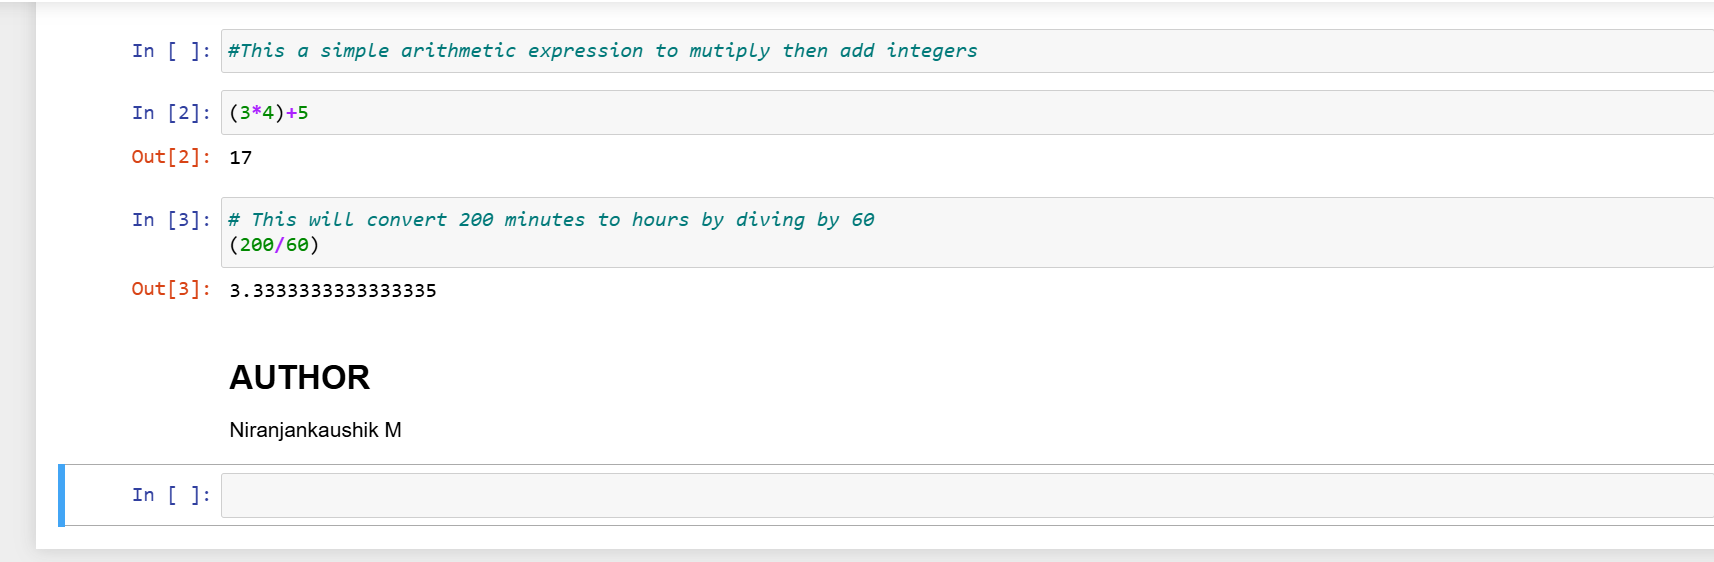 In [ ]: #This a simple arithmetic expression to mutiply then add integers
In [2]: (3*4)+5
Out[2]: 17
In [3]: # This will convert 200 minutes to hours by diving by 60
(200/60)
Out[3]: 3.3333333333333335
AUTHOR
Niranjankaushik M
In [ ]: